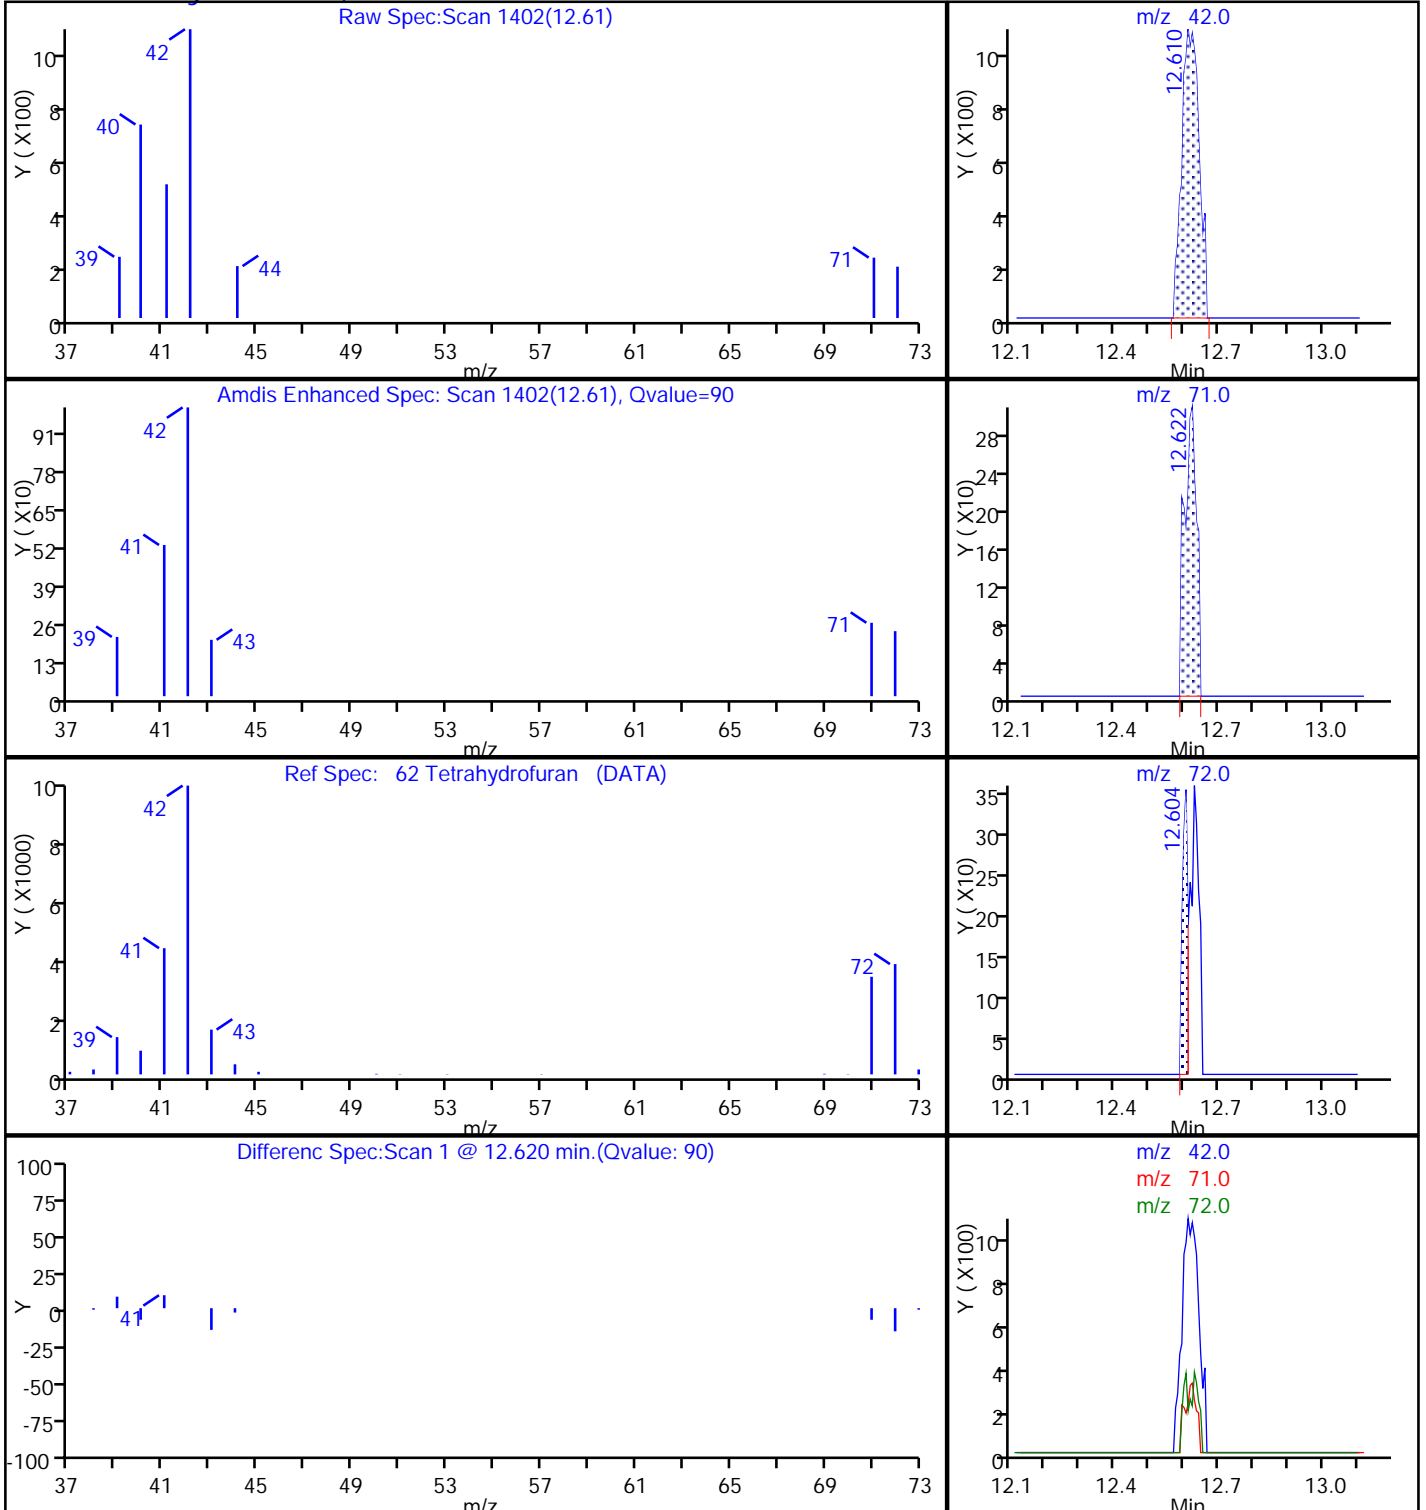 Raw Spec:Scan 1402(12.61)
Y ( X100)
10
8
6
4
2
0
39
40
42
44
71
37 41 45 49 53 57 61 65 69 73
m/z
m/z 42.0
Y ( X100)
10
8
6
4
2
0
12.610
12.1 12.4 12.7 13.0
Min
Amdis Enhanced Spec: Scan 1402(12.61), Qvalue=90
Y ( X10)
91
78
65
52
39
26
13
0
39
41
42
43
71
37 41 45 49 53 57 61 65 69 73
m/z
m/z 71.0
Y ( X10)
28
24
20
16
12
8
4
0
12.622
12.1 12.4 12.7 13.0
Min
Ref Spec: 62 Tetrahydrofuran (DATA)
Y ( X1000)
10
8
6
4
2
0
39
41
42
43
72
37 41 45 49 53 57 61 65 69 73
m/z
m/z 72.0
Y ( X10)
35
30
25
20
15
10
5
0
12.604
12.1 12.4 12.7 13.0
Min
Differenc Spec:Scan 1 @ 12.620 min.(Qvalue: 90)
Y
100
75
50
25
0
-25
-50
-75
-100
41
37 41 45 49 53 57 61 65 69 73
m/z
m/z 42.0
m/z 71.0
m/z 72.0
Y ( X100)
10
8
6
4
2
0
12.1 12.4 12.7 13.0
Min